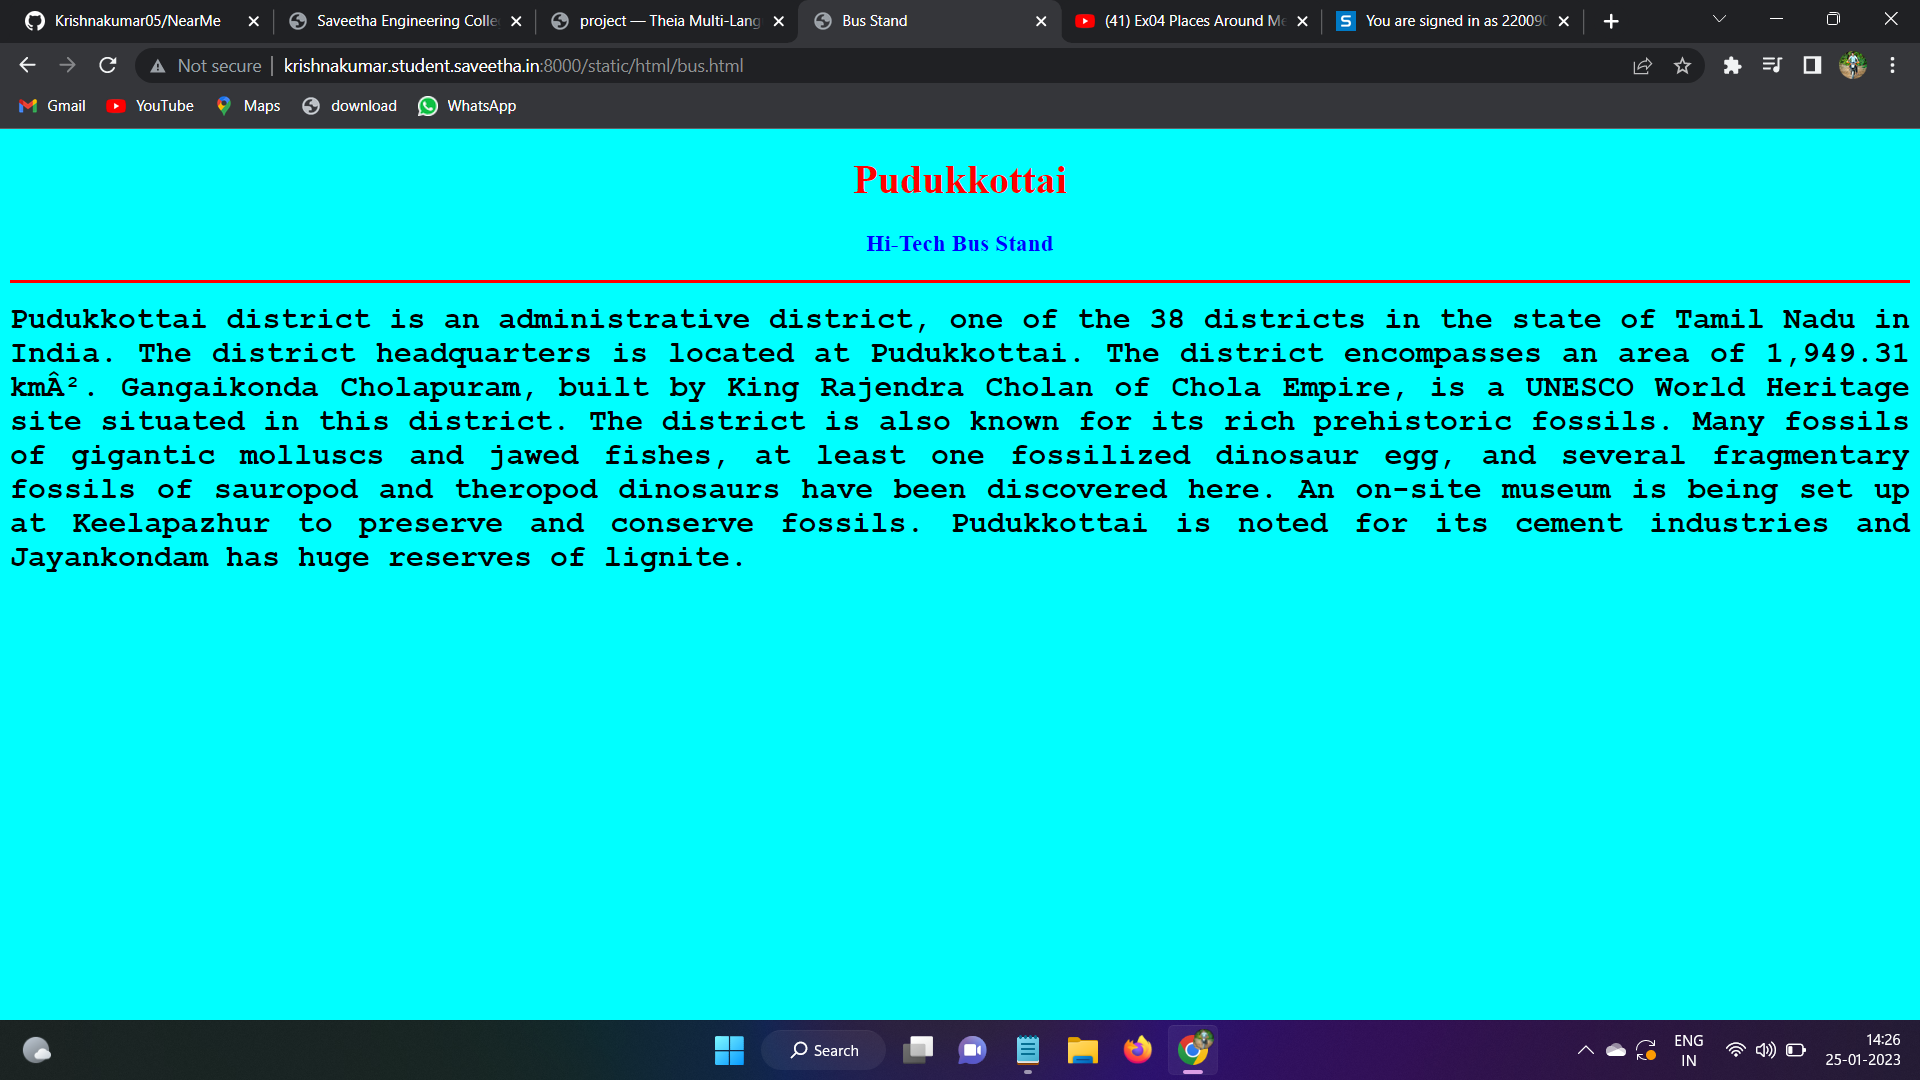 Krishnakumar05/NearMe
Saveetha Engineering Colle
project — Theia Multi-Lang
Bus Stand
(41) Ex04 Places Around Me
You are signed in as 22009
Not secure
krishnakumar.student.saveetha.in:8000/static/html/bus.html
Gmail
YouTube
Maps
download
WhatsApp
Pudukkottai
Hi-Tech Bus Stand
Pudukkottai district is an administrative district, one of the 38 districts in the state of Tamil Nadu in
India. The district headquarters is located at Pudukkottai. The district encompasses an area of 1,949.31
kmÂ². Gangaikonda Cholapuram, built by King Rajendra Cholan of Chola Empire, is a UNESCO World Heritage
site situated in this district. The district is also known for its rich prehistoric fossils. Many fossils
of gigantic molluscs and jawed fishes, at least one fossilized dinosaur egg, and several fragmentary
fossils of sauropod and theropod dinosaurs have been discovered here. An on-site museum is being set up
at Keelapazhur to preserve and conserve fossils. Pudukkottai is noted for its cement industries and
Jayankondam has huge reserves of lignite.
Search
ENG
IN
14:26
25-01-2023